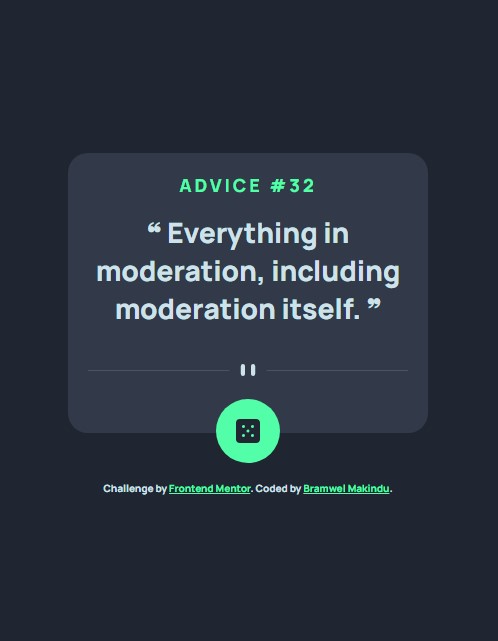 ADVICE #32
❝ Everything in
moderation, including
moderation itself. ❞
Challenge by Frontend Mentor. Coded by Bramwel Makindu.